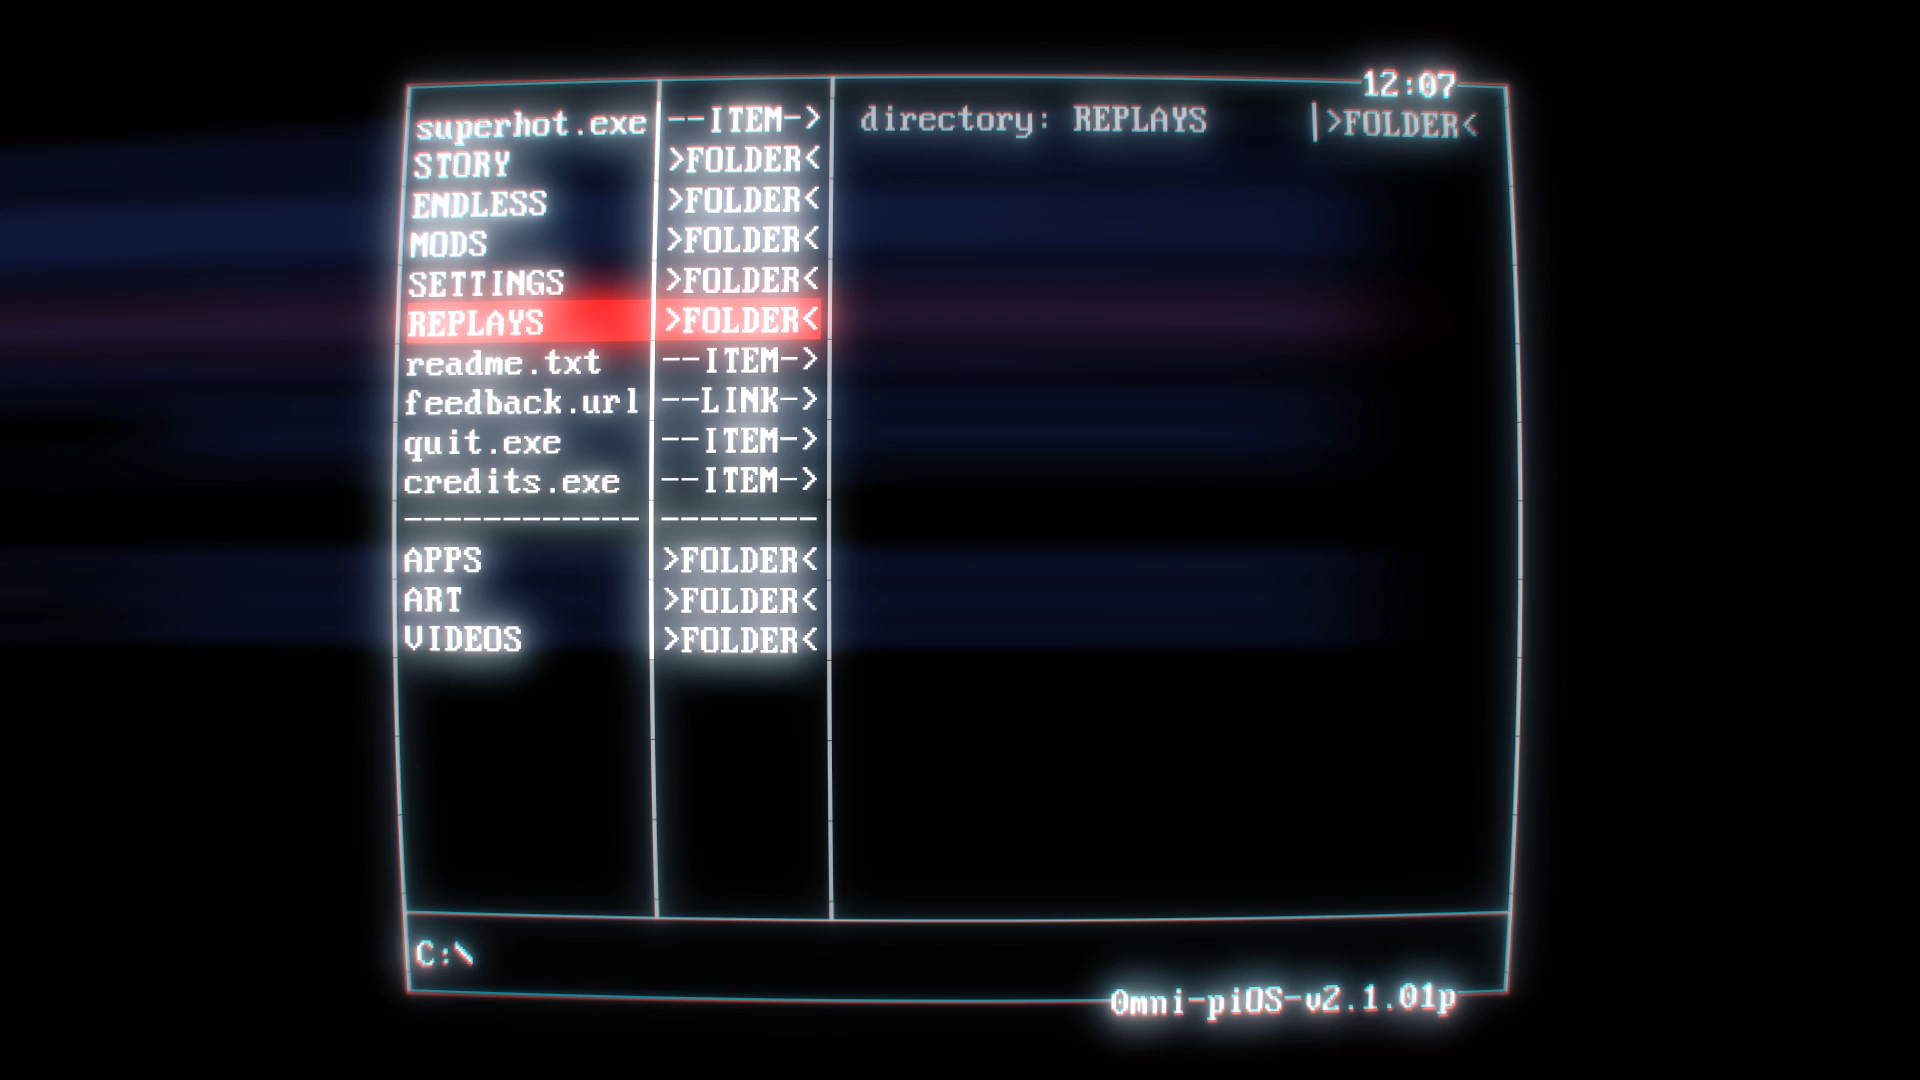 12:07
superhot.exe --ITEM-> directory: REPLAYS |>FOLDER<
STORY >FOLDER<
ENDLESS >FOLDER<
MODS >FOLDER<
SETTINGS >FOLDER<
REPLAYS >FOLDER<
readme.txt --ITEM->
feedback.url --LINK->
quit.exe --ITEM->
credits.exe --ITEM->
------------ --------
APPS >FOLDER<
ART >FOLDER<
VIDEOS >FOLDER<
C:\
0mni-piOS-v2.1.01p